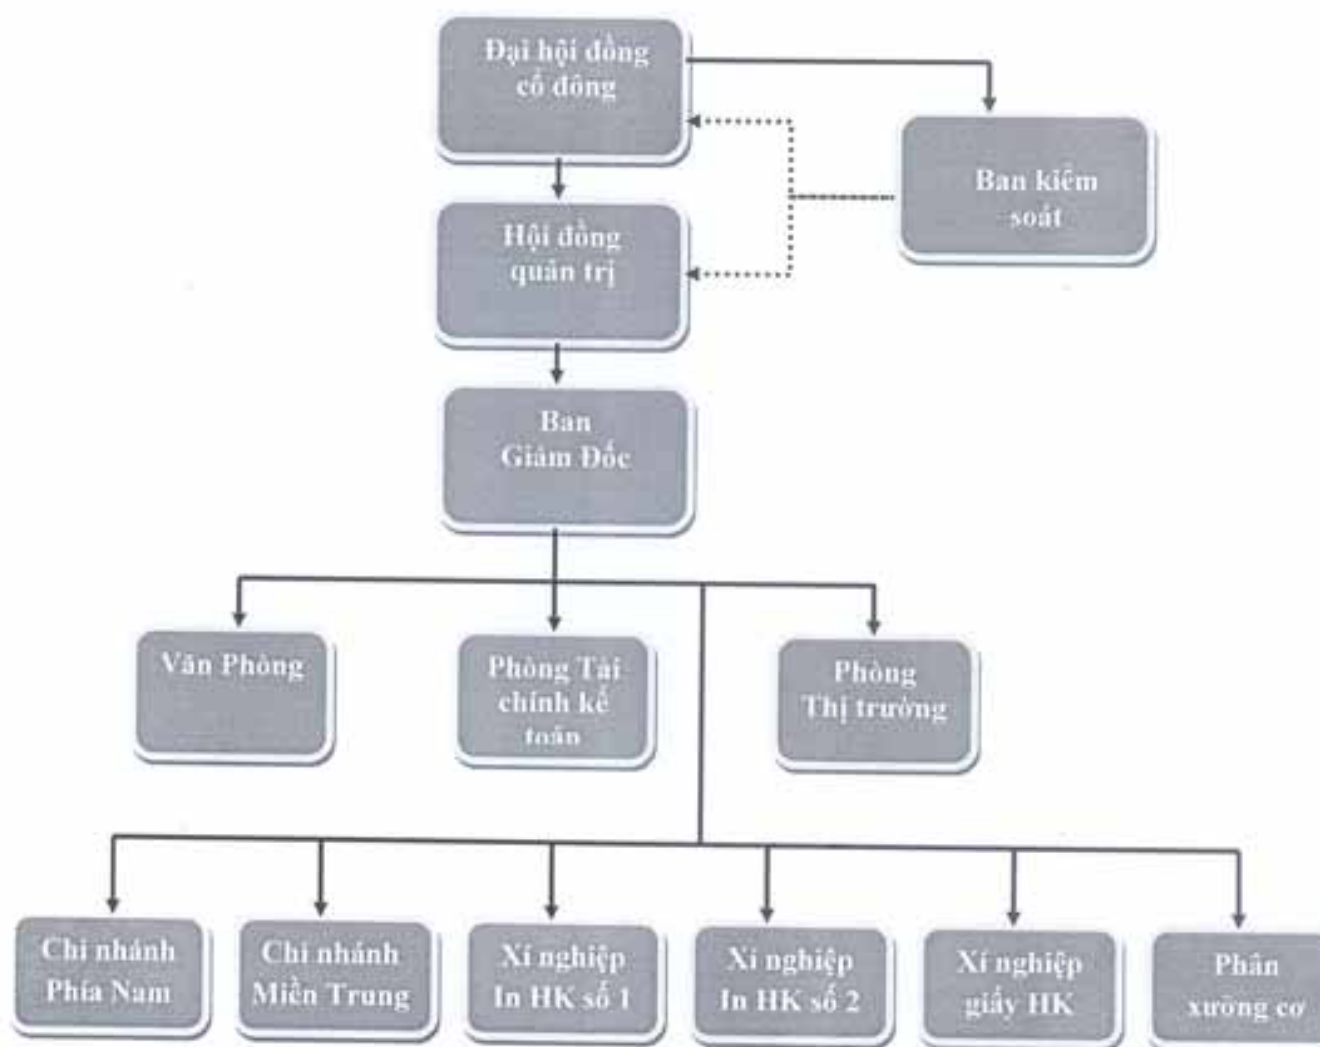 Đại hội đồng
cổ đông
Ban kiểm
soát
Hội đồng
quản trị
Ban
Giám Đốc
Văn Phòng
Phòng Tài
chính kế
toán
Phòng
Thị trường
Chi nhánh
Phía Nam
Chi nhánh
Miền Trung
Xí nghiệp
In HK số 1
Xí nghiệp
In HK số 2
Xí nghiệp
giấy HK
Phân
xưởng cơ